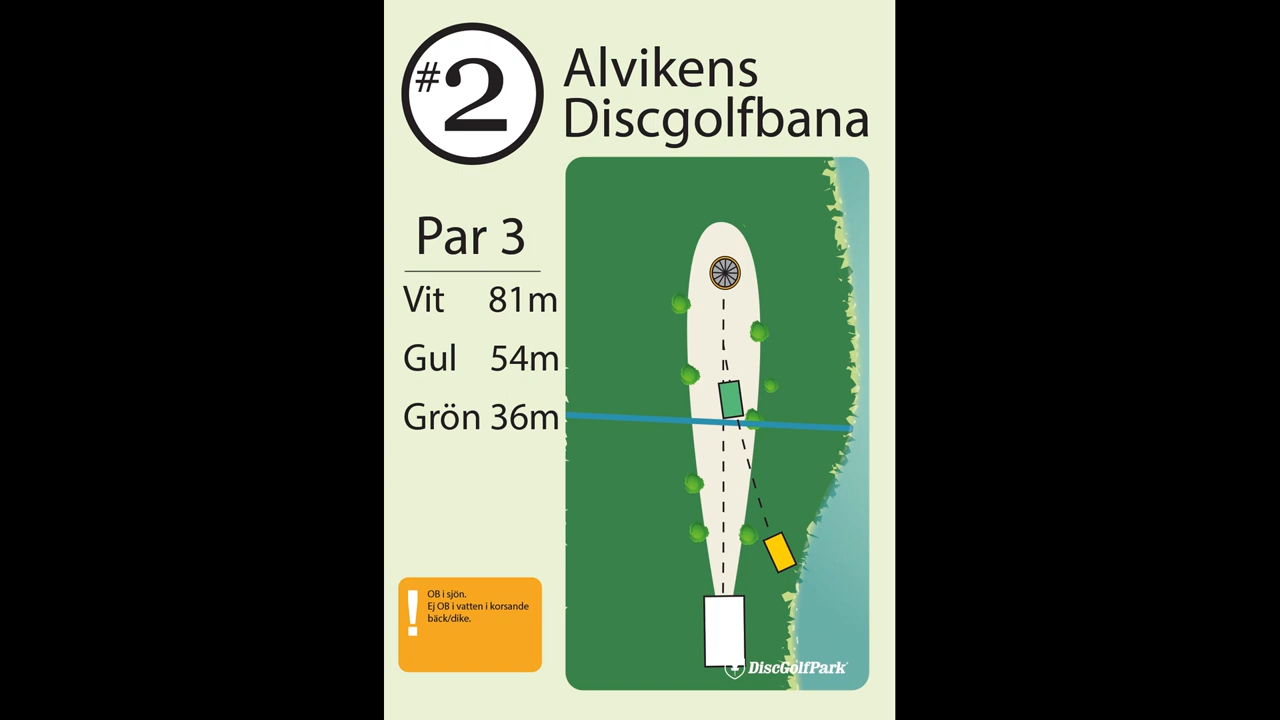 #2
Alvikens
Discgolfbana
Par 3
Vit 81m
Gul 54m
Grön 36m
! OB i sjön.
Ej OB i vatten i korsande
bäck/dike.
DiscGolfPark